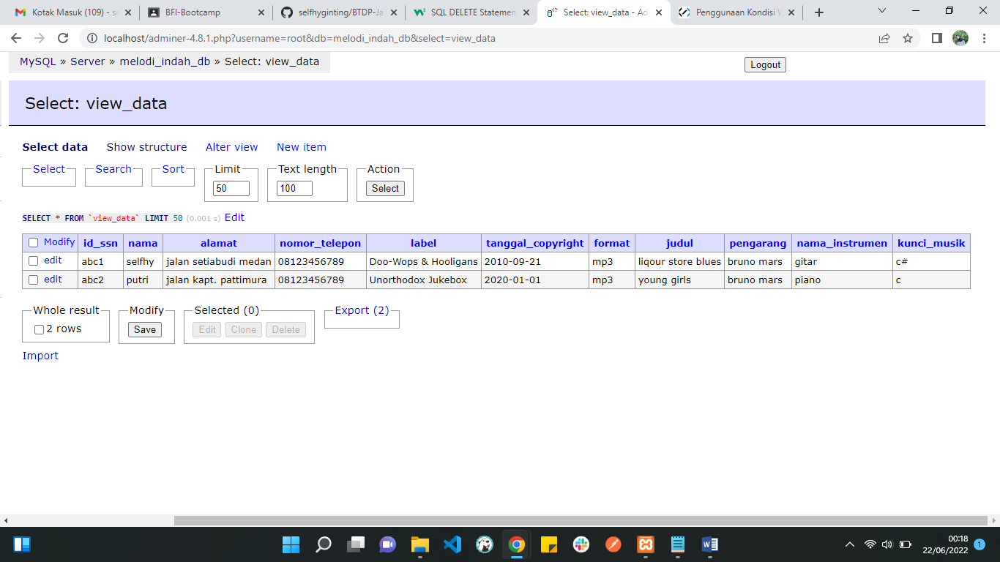 Kotak Masuk (109) - se
BFI-Bootcamp
selfhyginting/BTDP-Ja
SQL DELETE Statemen
Select: view_data - Ad
Penggunaan Kondisi W
localhost/adminer-4.8.1.php?username=root&db=melodi_indah_db&select=view_data
MySQL » Server » melodi_indah_db » Select: view_data
Logout
Select: view_data
Select data Show structure Alter view New item
Select Search Sort Limit Text length Action
50 100 Select
SELECT * FROM `view_data` LIMIT 50 (0.001 s) Edit
Modify id_ssn nama alamat nomor_telepon label tanggal_copyright format judul pengarang nama_instrumen kunci_musik
edit abc1 selfhy jalan setiabudi medan 08123456789 Doo-Wops & Hooligans 2010-09-21 mp3 liqour store blues bruno mars gitar c#
edit abc2 putri jalan kapt. pattimura 08123456789 Unorthodox Jukebox 2020-01-01 mp3 young girls bruno mars piano c
Whole result Modify Selected (0) Export (2)
2 rows Save Edit Clone Delete
Import
00:18
22/06/2022
1